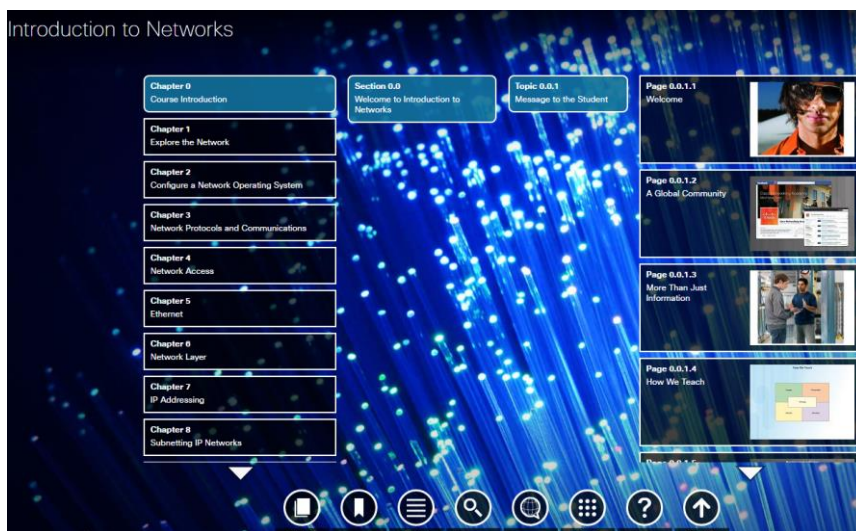 Introduction to Networks
Chapter 0
Course Introduction
Chapter 1
Explore the Network
Chapter 2
Configure a Network Operating System
Chapter 3
Network Protocols and Communications
Chapter 4
Network Access
Chapter 5
Ethernet
Chapter 6
Network Layer
Chapter 7
IP Addressing
Chapter 8
Subnetting IP Networks
Section 0.0
Welcome to Introduction to
Networks
Topic 0.0.1
Message to the Student
Page 0.0.1.1
Welcome
Page 0.0.1.2
A Global Community
Page 0.0.1.3
More Than Just
Information
Page 0.0.1.4
How We Teach
?